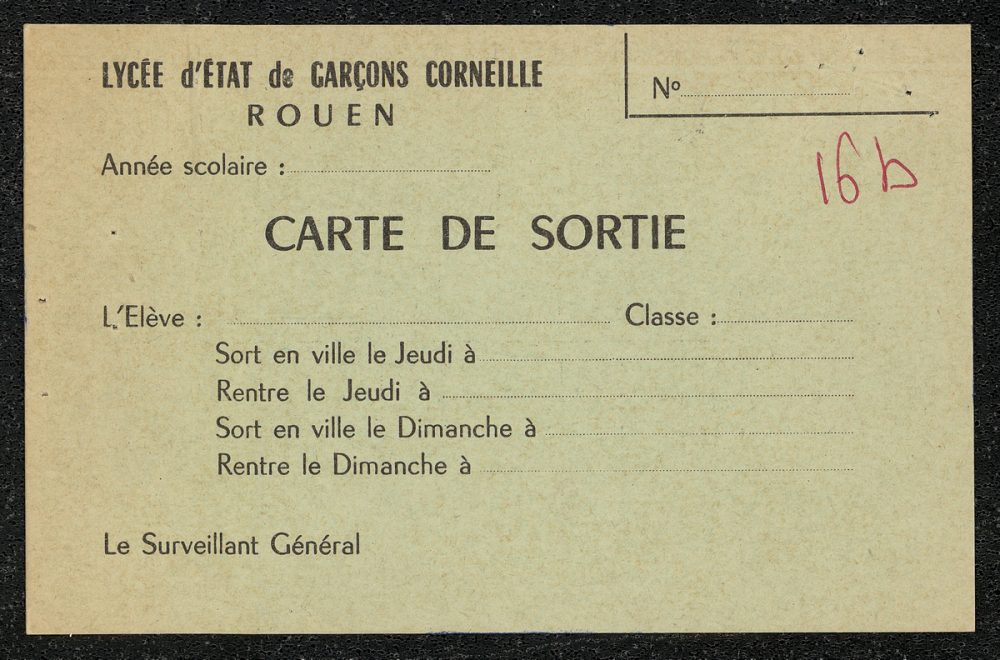 LYCÉE d'ÉTAT de GARÇONS CORNEILLE
ROUEN
Nº
Année scolaire :
16 b
CARTE DE SORTIE
L'Elève : Classe :
Sort en ville le Jeudi à
Rentre le Jeudi à
Sort en ville le Dimanche à
Rentre le Dimanche à
Le Surveillant Général